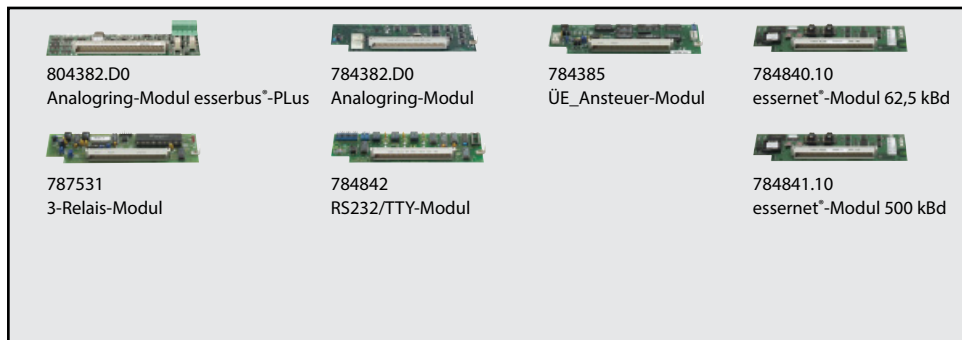 804382.D0
Analogring-Modul esserbus®-PLus
784382.D0
Analogring-Modul
784385
ÜE_Ansteuer-Modul
784840.10
essernet®-Modul 62,5 kBd
787531
3-Relais-Modul
784842
RS232/TTY-Modul
784841.10
essernet®-Modul 500 kBd